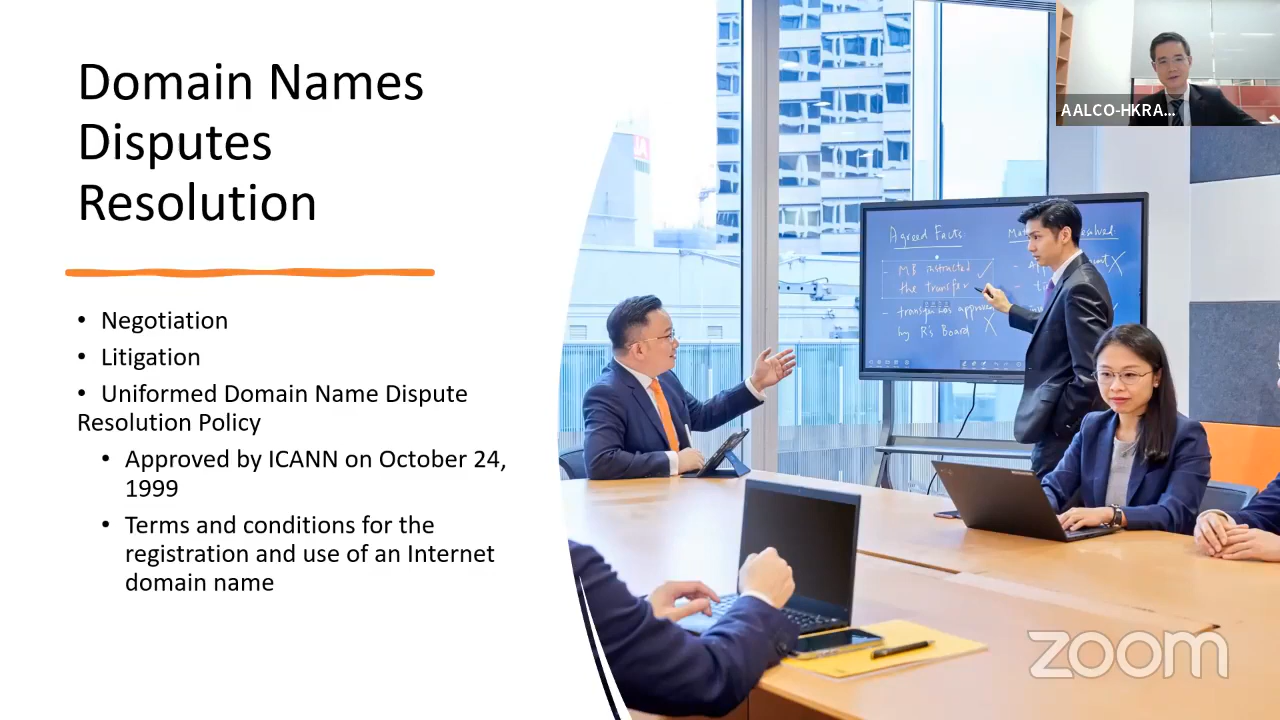 Domain Names
Disputes
Resolution
• Negotiation
• Litigation
• Uniformed Domain Name Dispute
Resolution Policy
• Approved by ICANN on October 24,
1999
• Terms and conditions for the
registration and use of an Internet
domain name
AALCO-HKRA...
Agreed Facts
- MB instructed
the transfer
- transfer has approved
by R's Board
zoom